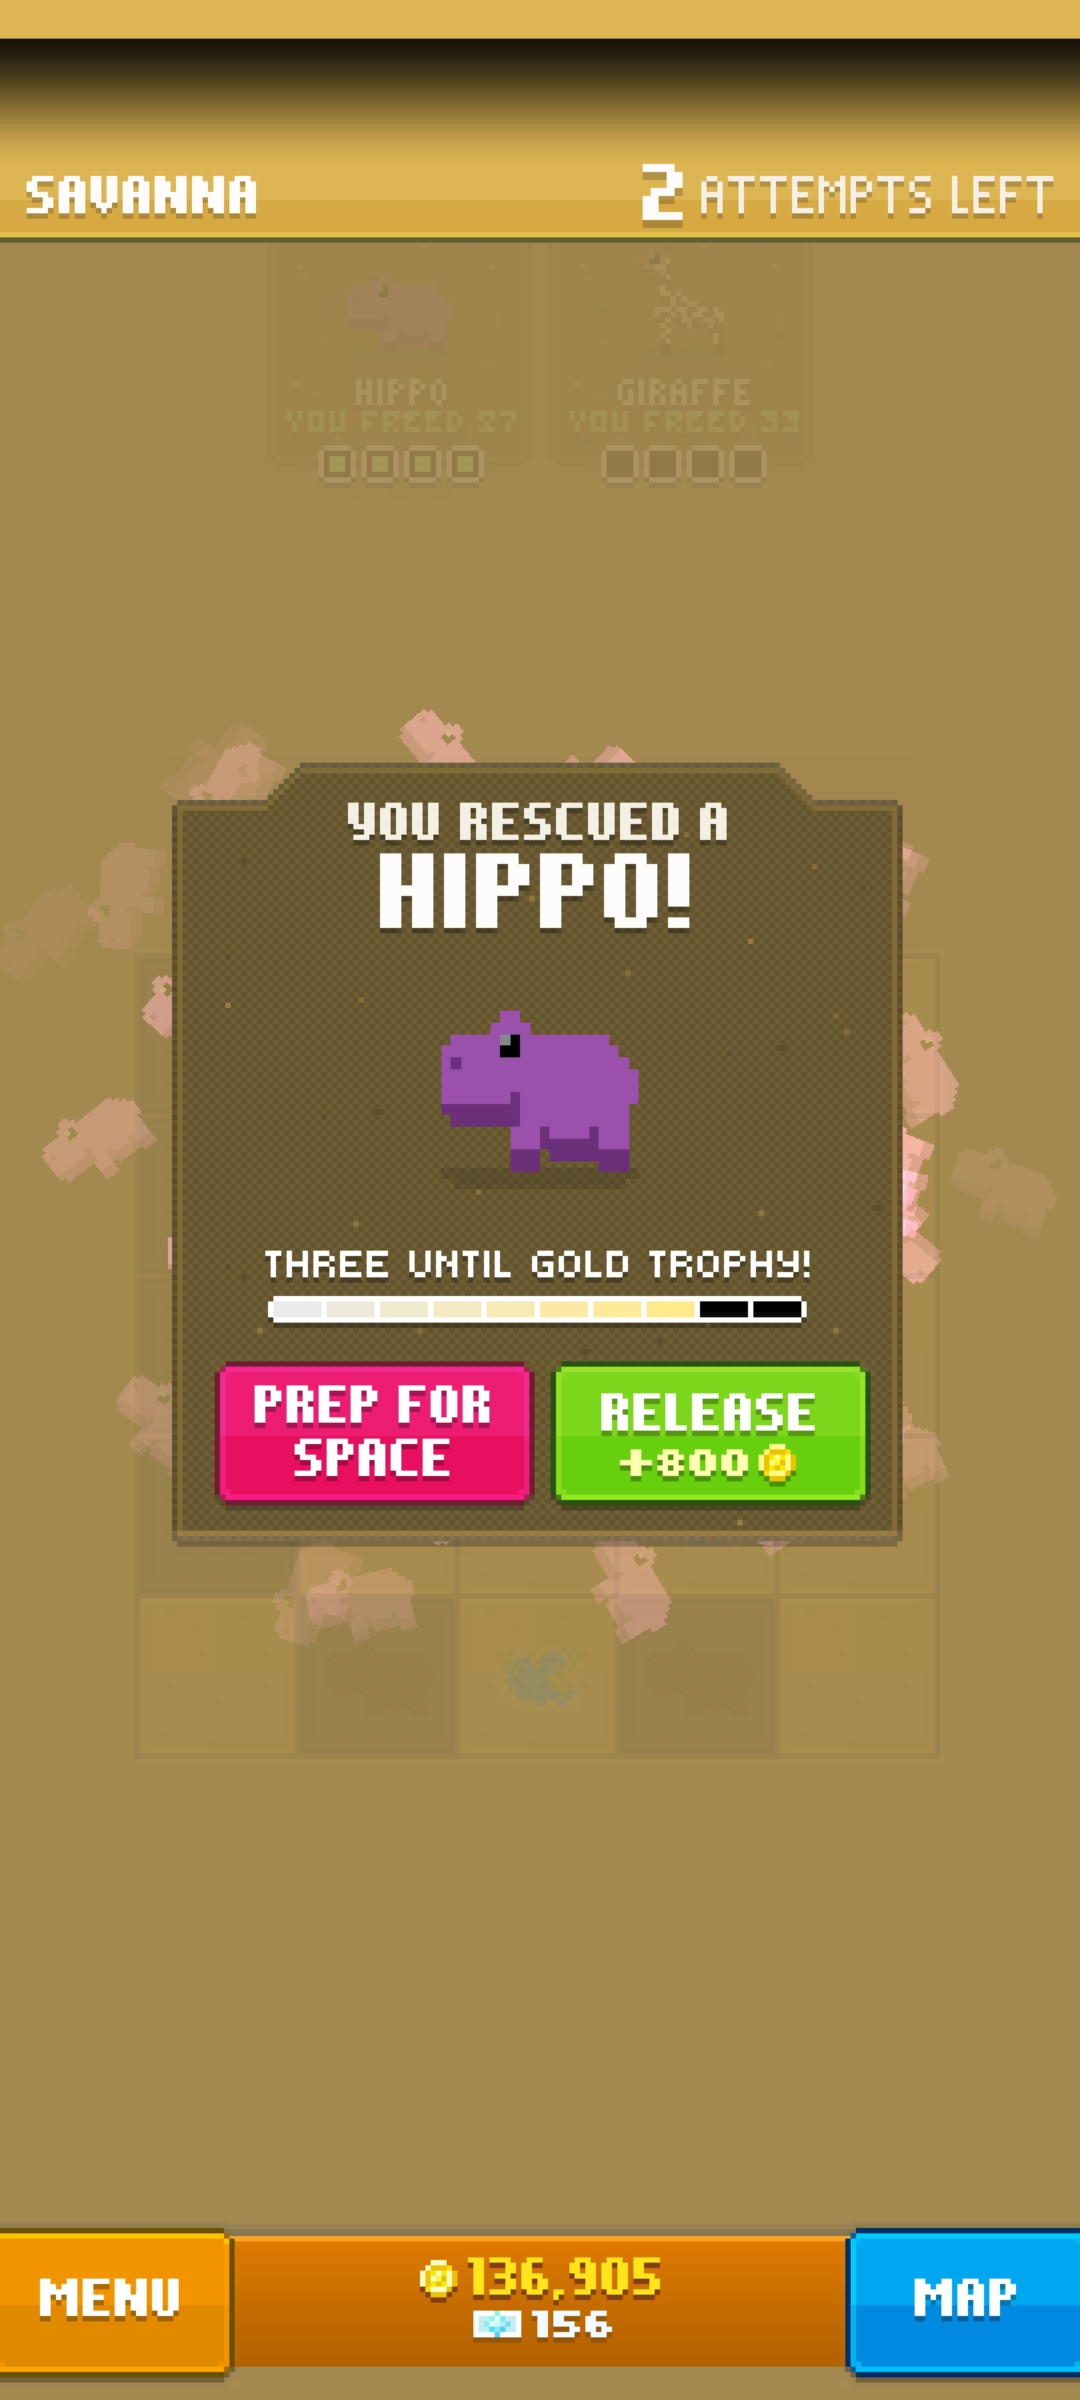 SAVANNA
2 ATTEMPTS LEFT
HIPPO
YOU FREED 27
GIRAFFE
YOU FREED 33
YOU RESCUED A
HIPPO!
THREE UNTIL GOLD TROPHY!
PREP FOR
SPACE
RELEASE
+800
MENU
136,905
156
MAP